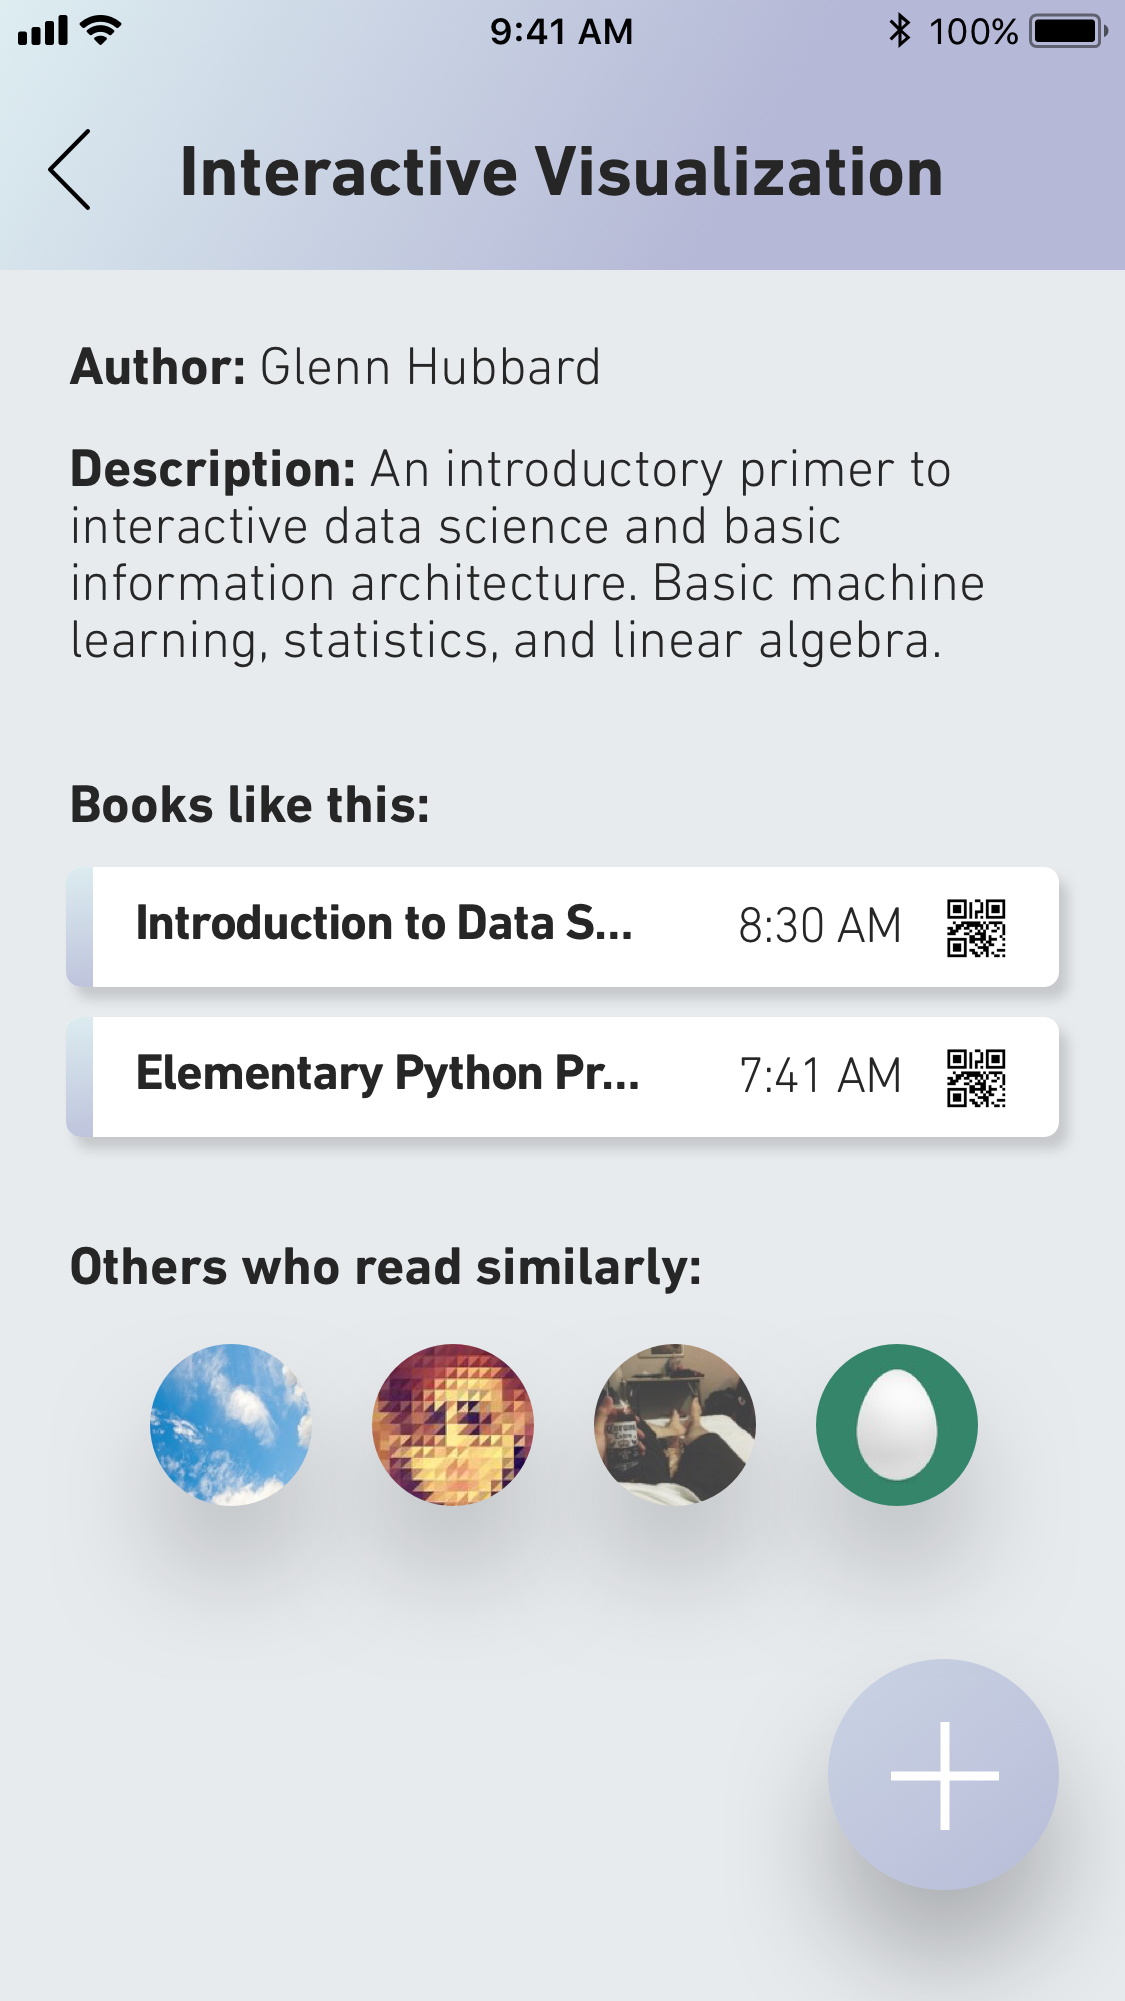 9:41 AM
100%
Interactive Visualization
Author: Glenn Hubbard
Description: An introductory primer to
interactive data science and basic
information architecture. Basic machine
learning, statistics, and linear algebra.
Books like this:
Introduction to Data S...
8:30 AM
Elementary Python Pr...
7:41 AM
Others who read similarly: